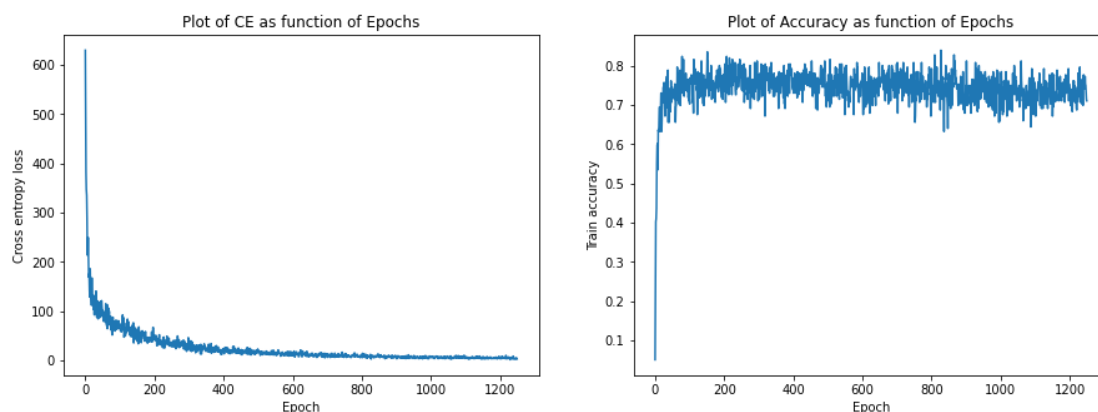 Plot of CE as function of Epochs
600
500
400
300
200
100
0
Cross entropy loss
0 200 400 600 800 1000 1200
Epoch
Plot of Accuracy as function of Epochs
0.8
0.7
0.6
0.5
0.4
0.3
0.2
0.1
Train accuracy
0 200 400 600 800 1000 1200
Epoch